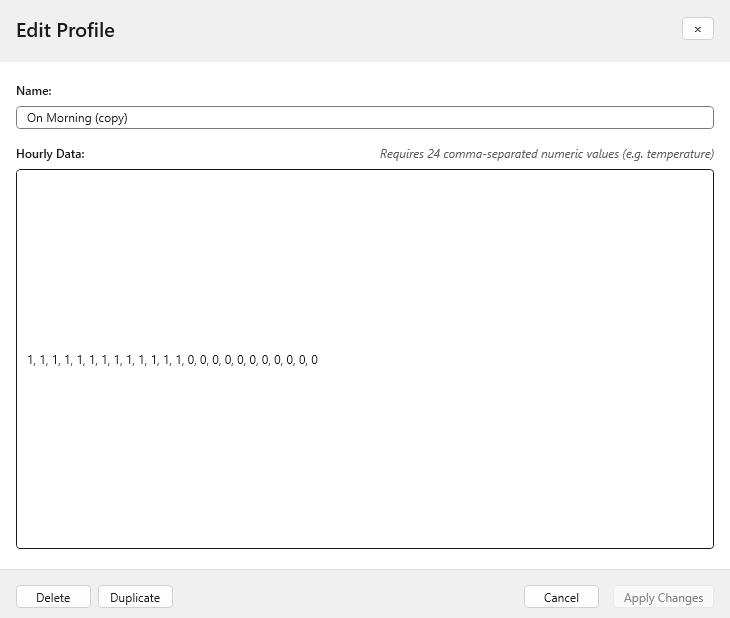 Edit Profile
×
Name:
On Morning (copy)
Hourly Data: Requires 24 comma-separated numeric values (e.g. temperature)
1, 1, 1, 1, 1, 1, 1, 1, 1, 1, 1, 1, 1, 0, 0, 0, 0, 0, 0, 0, 0, 0, 0, 0
Delete Duplicate Cancel Apply Changes